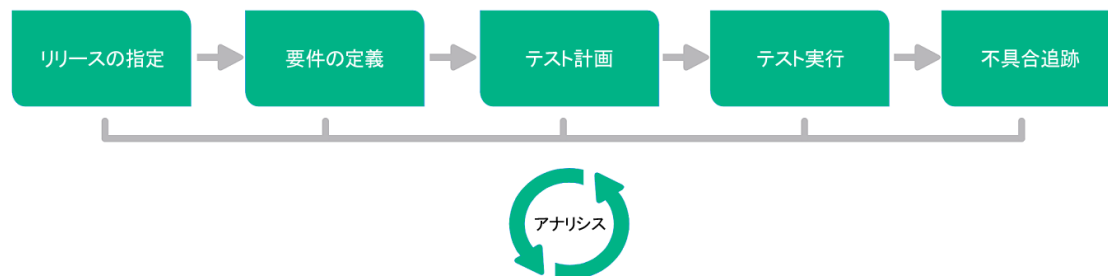 リリースの指定
要件の定義
テスト計画
テスト実行
不具合追跡
アナリシス